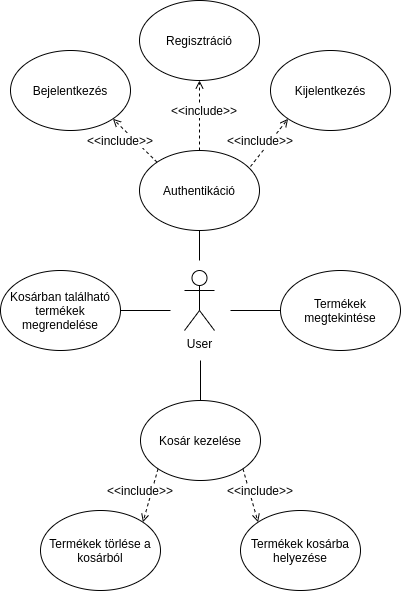 Regisztráció
Bejelentkezés
Kijelentkezés
<<include>>
<<include>>
<<include>>
Authentikáció
Kosárban található
termékek
megrendelése
Termékek
megtekintése
User
Kosár kezelése
<<include>>
<<include>>
Termékek törlése a
kosárból
Termékek kosárba
helyezése